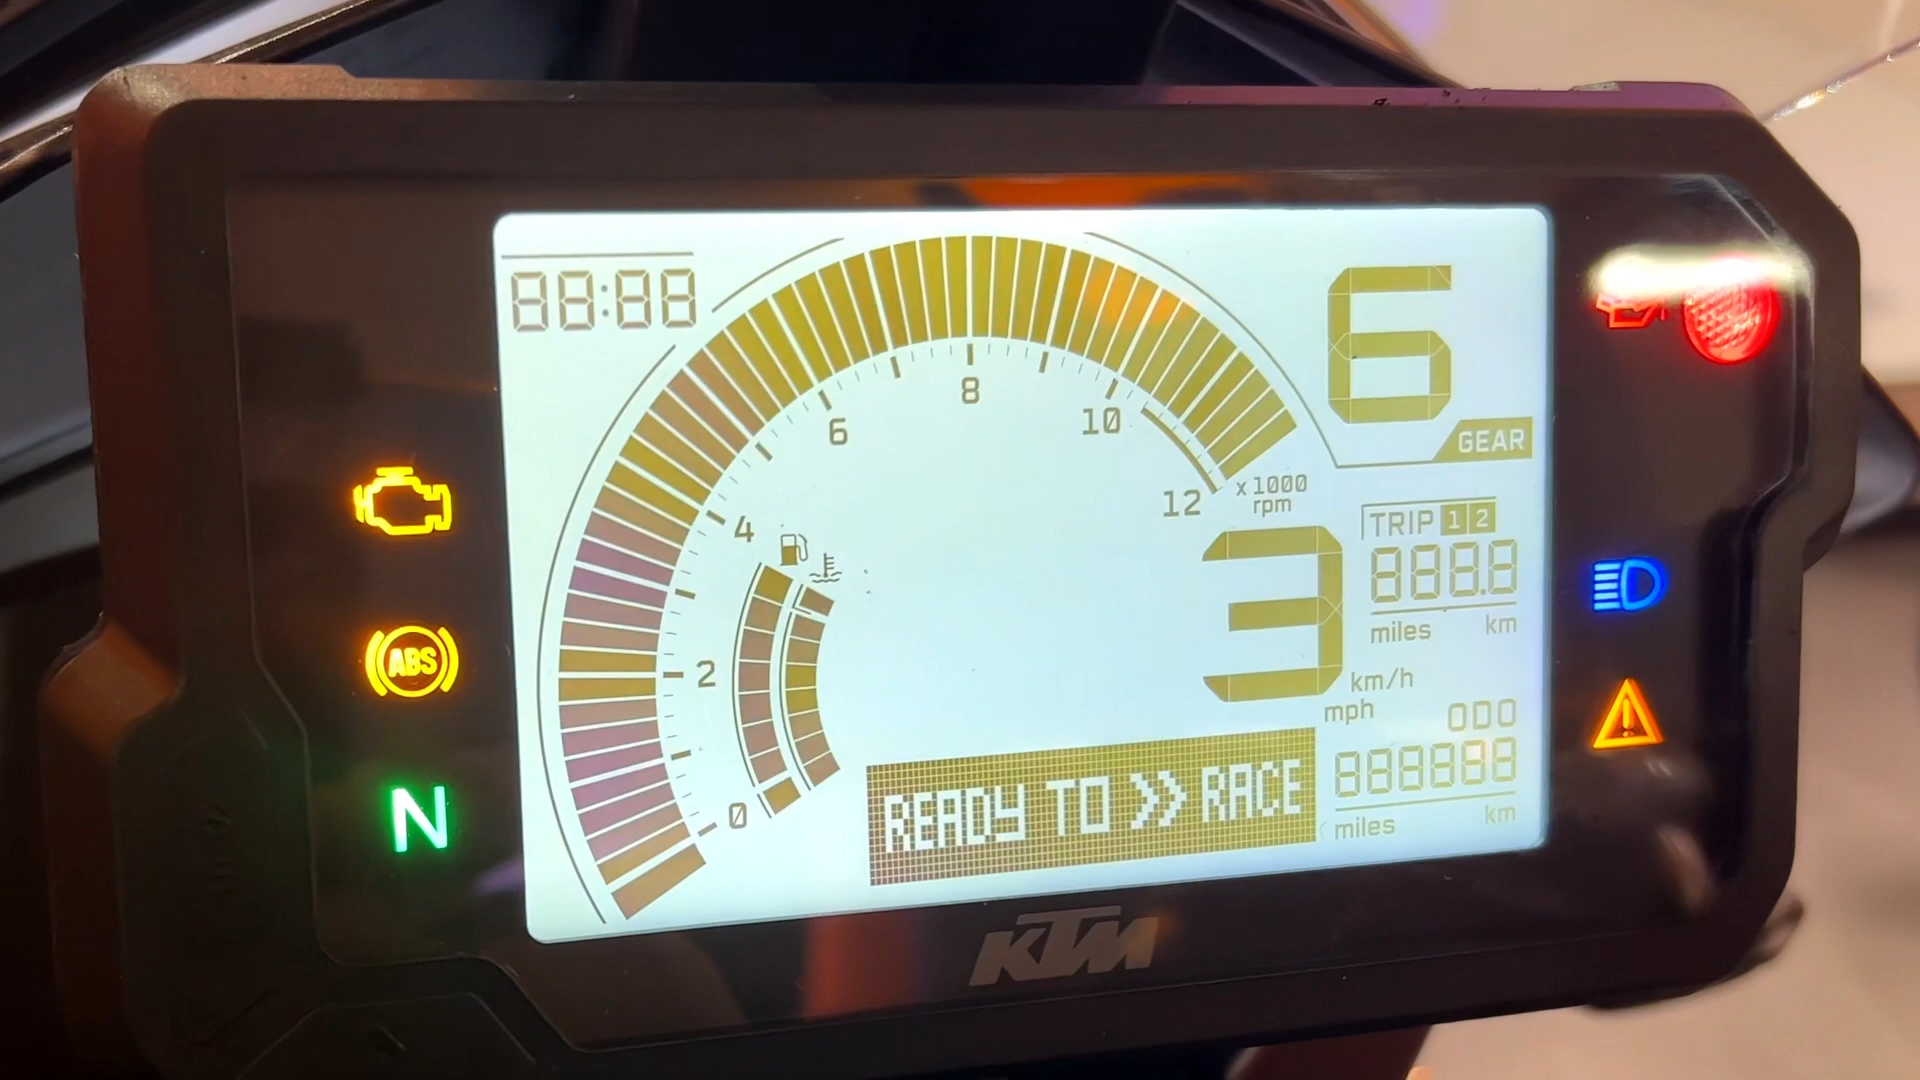 88:88
6
GEAR
0
2
4
6
8
10
12
x1000
rpm
TRIP 1 2
888.8
miles km
3
km/h
mph
ODO
888888
miles km
READY TO >> RACE
ABS
N
KTM